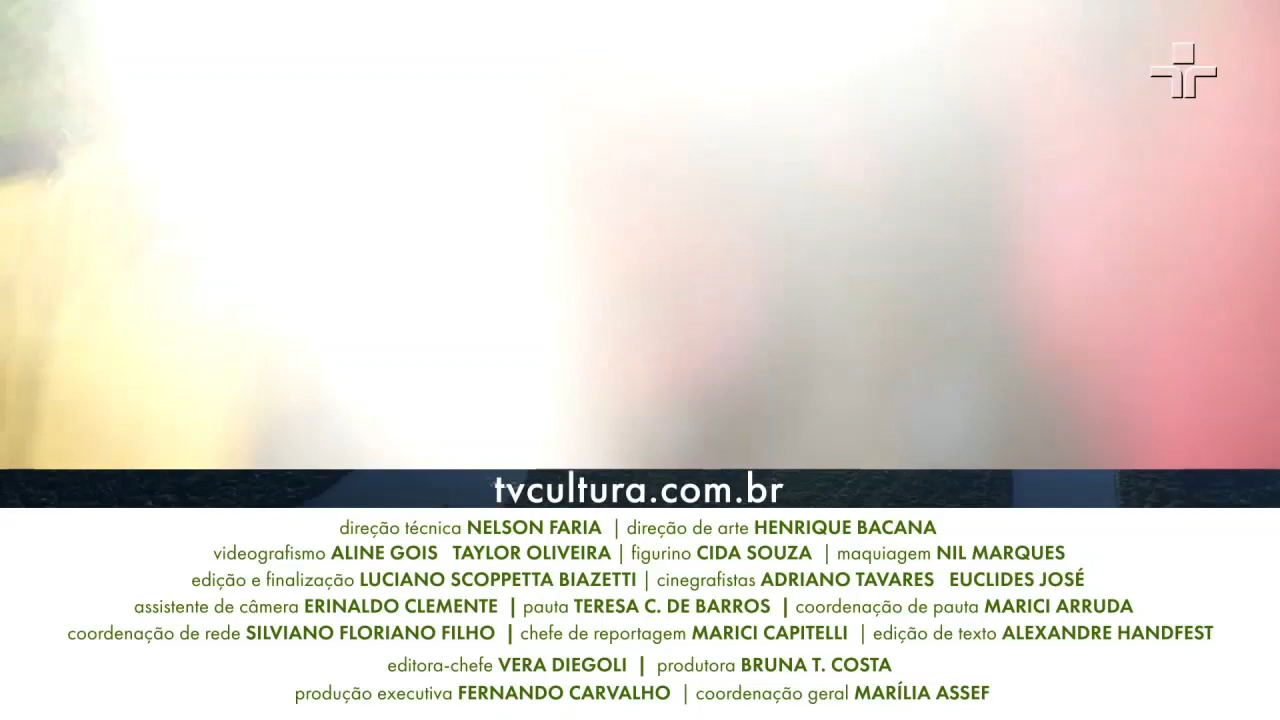 tvcultura.com.br
direção técnica NELSON FARIA | direção de arte HENRIQUE BACANA
videografismo ALINE GOIS TAYLOR OLIVEIRA | figurino CIDA SOUZA | maquiagem NIL MARQUES
edição e finalização LUCIANO SCOPPETTA BIAZETTI | cinegrafistas ADRIANO TAVARES EUCLIDES JOSÉ
assistente de câmera ERINALDO CLEMENTE | pauta TERESA C. DE BARROS | coordenação de pauta MARICI ARRUDA
coordenação de rede SILVIANO FLORIANO FILHO | chefe de reportagem MARICI CAPITELLI | edição de texto ALEXANDRE HANDFEST
editora-chefe VERA DIEGOLI | produtora BRUNA T. COSTA
produção executiva FERNANDO CARVALHO | coordenação geral MARÍLIA ASSEF